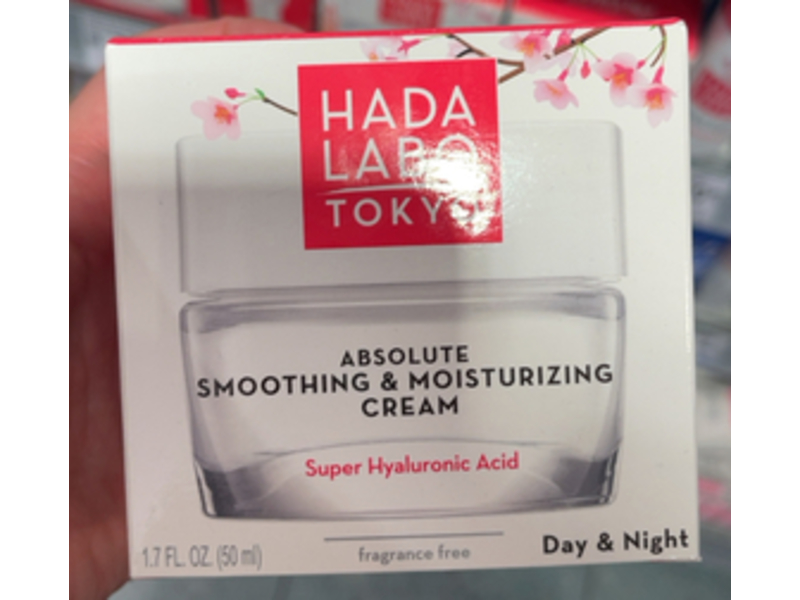 HADA
LABO
TOKYO
ABSOLUTE
SMOOTHING & MOISTURIZING
CREAM
Super Hyaluronic Acid
1.7 FL. OZ. (50 ml)
fragrance free
Day & Night